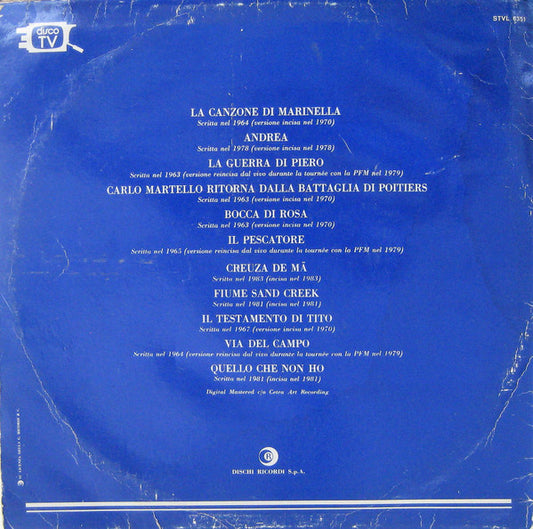 disco
TV
STVL 6351
LA CANZONE DI MARINELLA
Scritta nel 1964 (versione incisa nel 1970)
ANDREA
Scritta nel 1978 (versione incisa nel 1978)
LA GUERRA DI PIERO
Scritta nel 1963 (versione reincisa dal vivo durante la tournée con la PFM nel 1979)
CARLO MARTELLO RITORNA DALLA BATTAGLIA DI POITIERS
Scritta nel 1963 (versione incisa nel 1970)
BOCCA DI ROSA
Scritta nel 1963 (versione incisa nel 1970)
IL PESCATORE
Scritta nel 1965 (versione reincisa dal vivo durante la tournée con la PFM nel 1979)
CREUZA DE MÄ
Scritta nel 1983 (incisa nel 1983)
FIUME SAND CREEK
Scritta nel 1981 (incisa nel 1981)
IL TESTAMENTO DI TITO
Scritta nel 1967 (versione incisa nel 1970)
VIA DEL CAMPO
Scritta nel 1964 (versione reincisa dal vivo durante la tournée con la PFM nel 1979)
QUELLO CHE NON HO
Scritta nel 1981 (incisa nel 1981)
Digital Mastered c/o Cetra Art Recording
R
DISCHI RICORDI S.p.A.